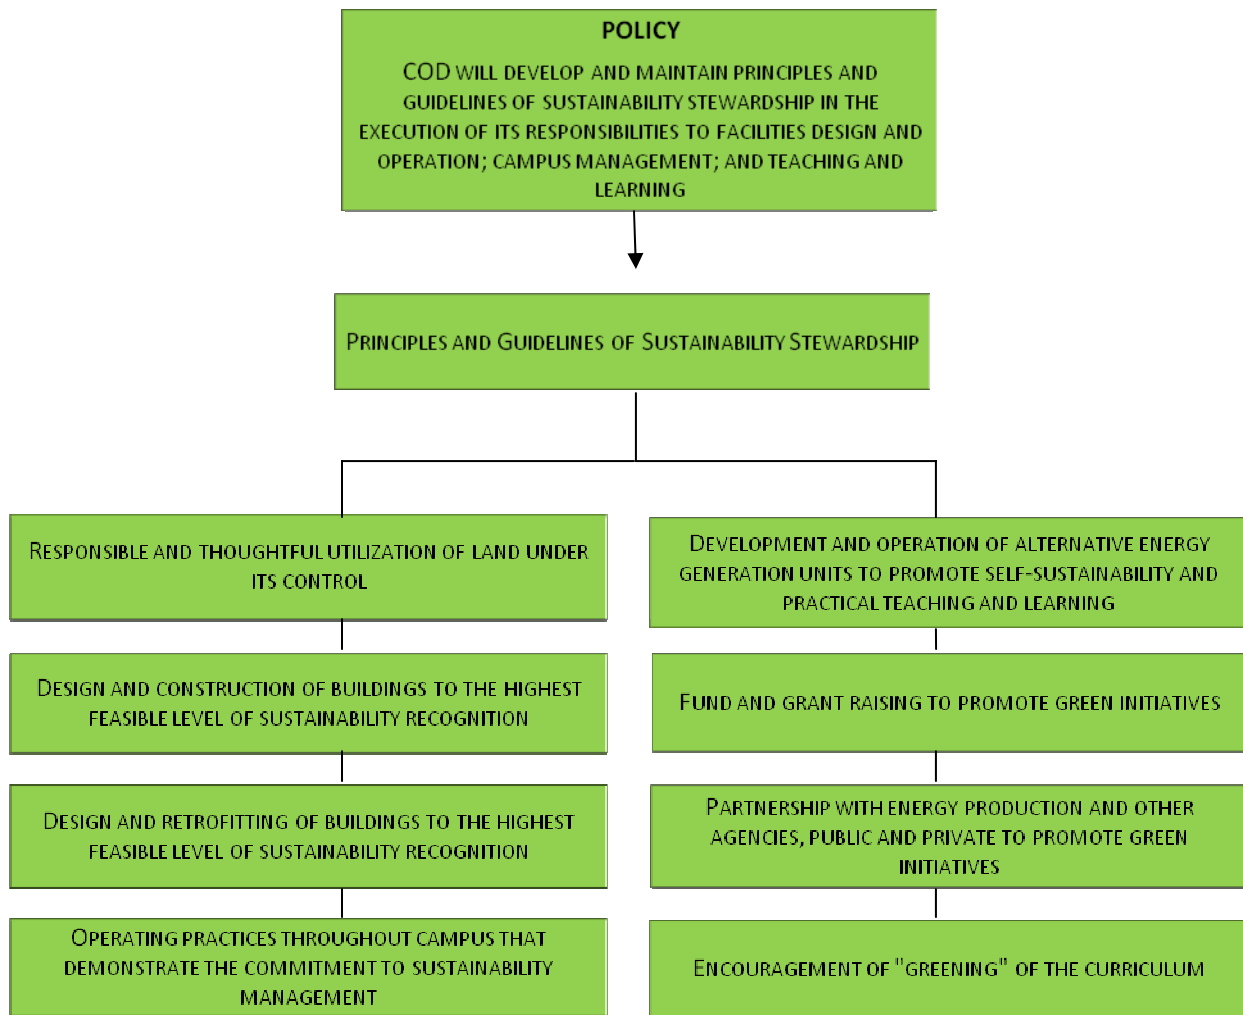 POLICY
COD WILL DEVELOP AND MAINTAIN PRINCIPLES AND
GUIDELINES OF SUSTAINABILITY STEWARDSHIP IN THE
EXECUTION OF ITS RESPONSIBILITIES TO FACILITIES DESIGN AND
OPERATION; CAMPUS MANAGEMENT; AND TEACHING AND
LEARNING
PRINCIPLES AND GUIDELINES OF SUSTAINABILITY STEWARDSHIP
RESPONSIBLE AND THOUGHTFUL UTILIZATION OF LAND UNDER
ITS CONTROL
DESIGN AND CONSTRUCTION OF BUILDINGS TO THE HIGHEST
FEASIBLE LEVEL OF SUSTAINABILITY RECOGNITION
DESIGN AND RETROFITTING OF BUILDINGS TO THE HIGHEST
FEASIBLE LEVEL OF SUSTAINABILITY RECOGNITION
OPERATING PRACTICES THROUGHOUT CAMPUS THAT
DEMONSTRATE THE COMMITMENT TO SUSTAINABILITY
MANAGEMENT
DEVELOPMENT AND OPERATION OF ALTERNATIVE ENERGY
GENERATION UNITS TO PROMOTE SELF-SUSTAINABILITY AND
PRACTICAL TEACHING AND LEARNING
FUND AND GRANT RAISING TO PROMOTE GREEN INITIATIVES
PARTNERSHIP WITH ENERGY PRODUCTION AND OTHER
AGENCIES, PUBLIC AND PRIVATE TO PROMOTE GREEN
INITIATIVES
ENCOURAGEMENT OF "GREENING" OF THE CURRICULUM